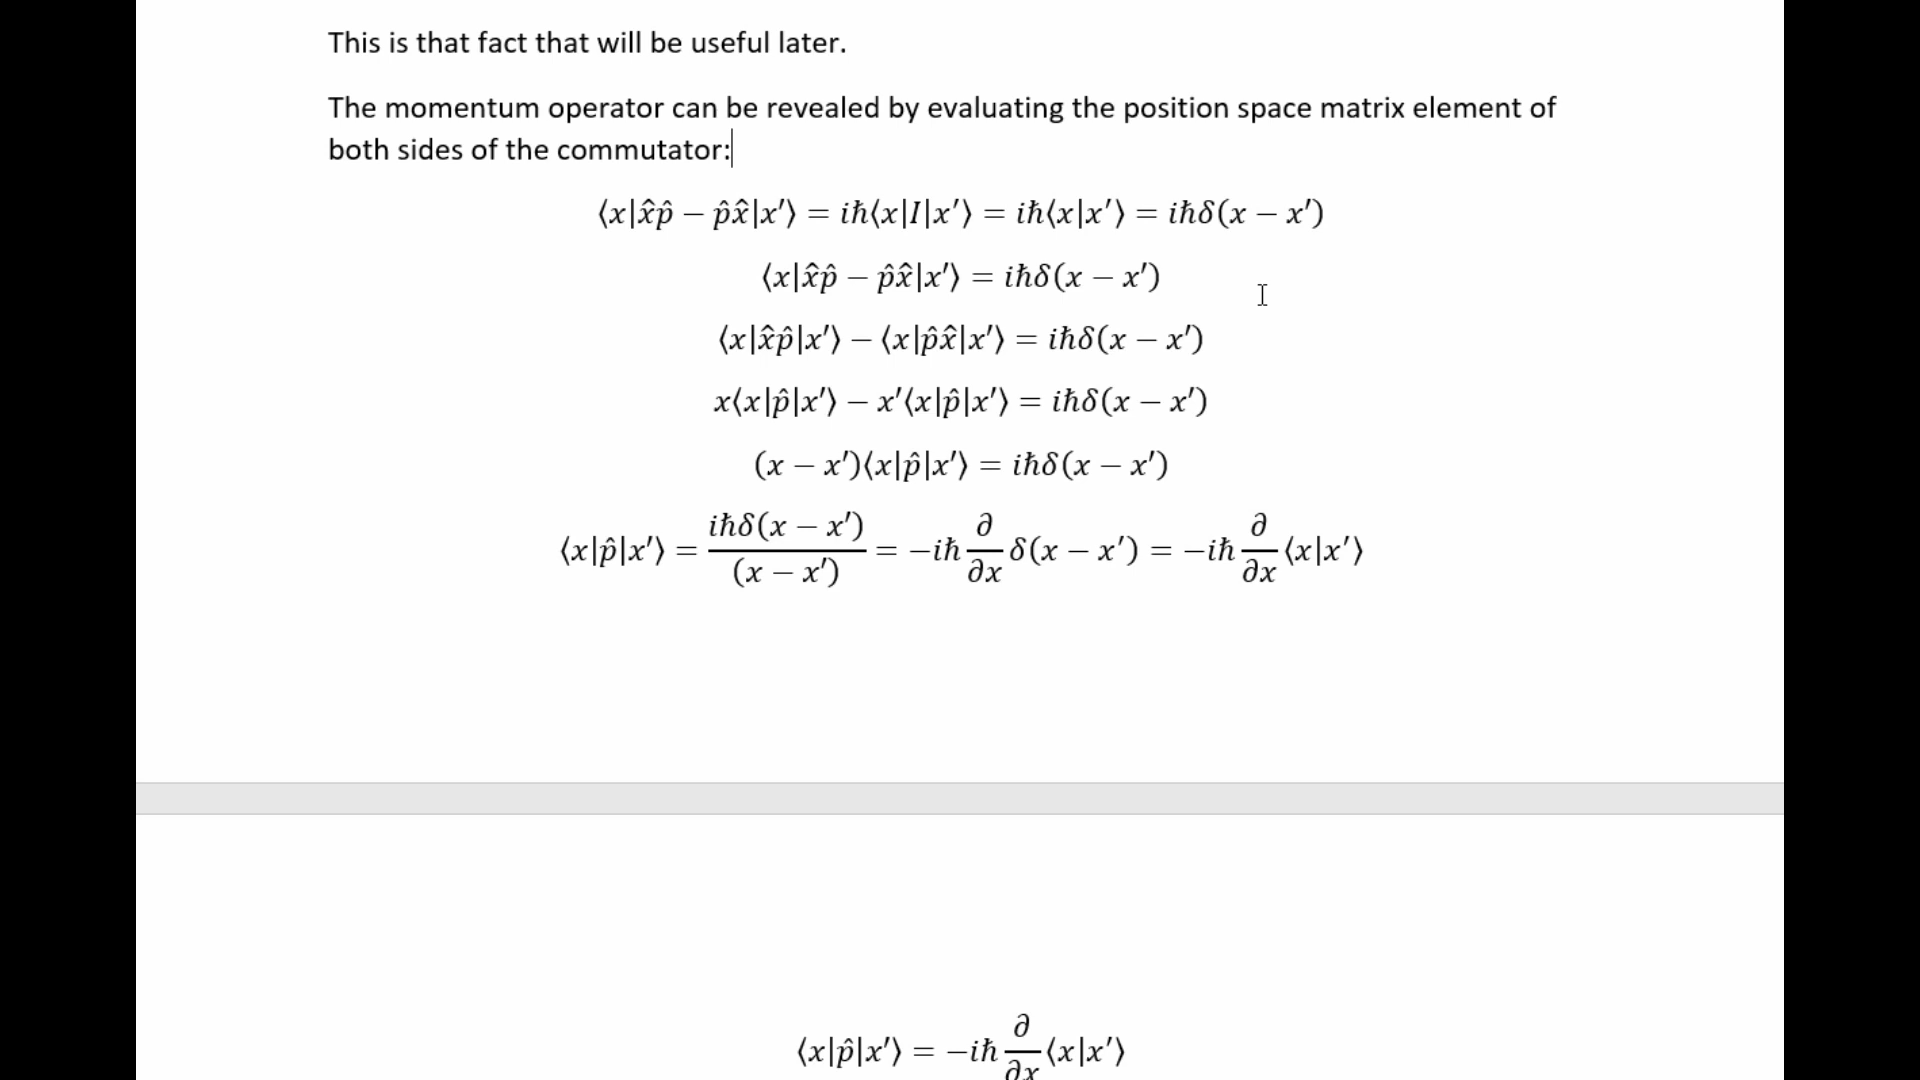 This is that fact that will be useful later.
The momentum operator can be revealed by evaluating the position space matrix element of
both sides of the commutator:
⟨x|x̂p̂ − p̂x̂|x′⟩ = iħ⟨x|I|x′⟩ = iħ⟨x|x′⟩ = iħδ(x − x′)
⟨x|x̂p̂ − p̂x̂|x′⟩ = iħδ(x − x′)
⟨x|x̂p̂|x′⟩ − ⟨x|p̂x̂|x′⟩ = iħδ(x − x′)
x⟨x|p̂|x′⟩ − x′⟨x|p̂|x′⟩ = iħδ(x − x′)
(x − x′)⟨x|p̂|x′⟩ = iħδ(x − x′)
⟨x|p̂|x′⟩ = iħδ(x − x′)/(x − x′) = −iħ ∂/∂x δ(x − x′) = −iħ ∂/∂x ⟨x|x′⟩
⟨x|p̂|x′⟩ = −iħ ∂/∂x ⟨x|x′⟩